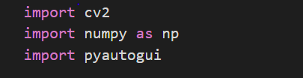 import cv2
import numpy as np
import pyautogui